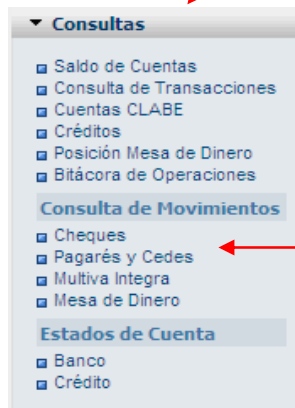 Consultas
Saldo de Cuentas
Consulta de Transacciones
Cuentas CLABE
Créditos
Posición Mesa de Dinero
Bitácora de Operaciones
Consulta de Movimientos
Cheques
Pagarés y Cedes
Multiva Integra
Mesa de Dinero
Estados de Cuenta
Banco
Crédito